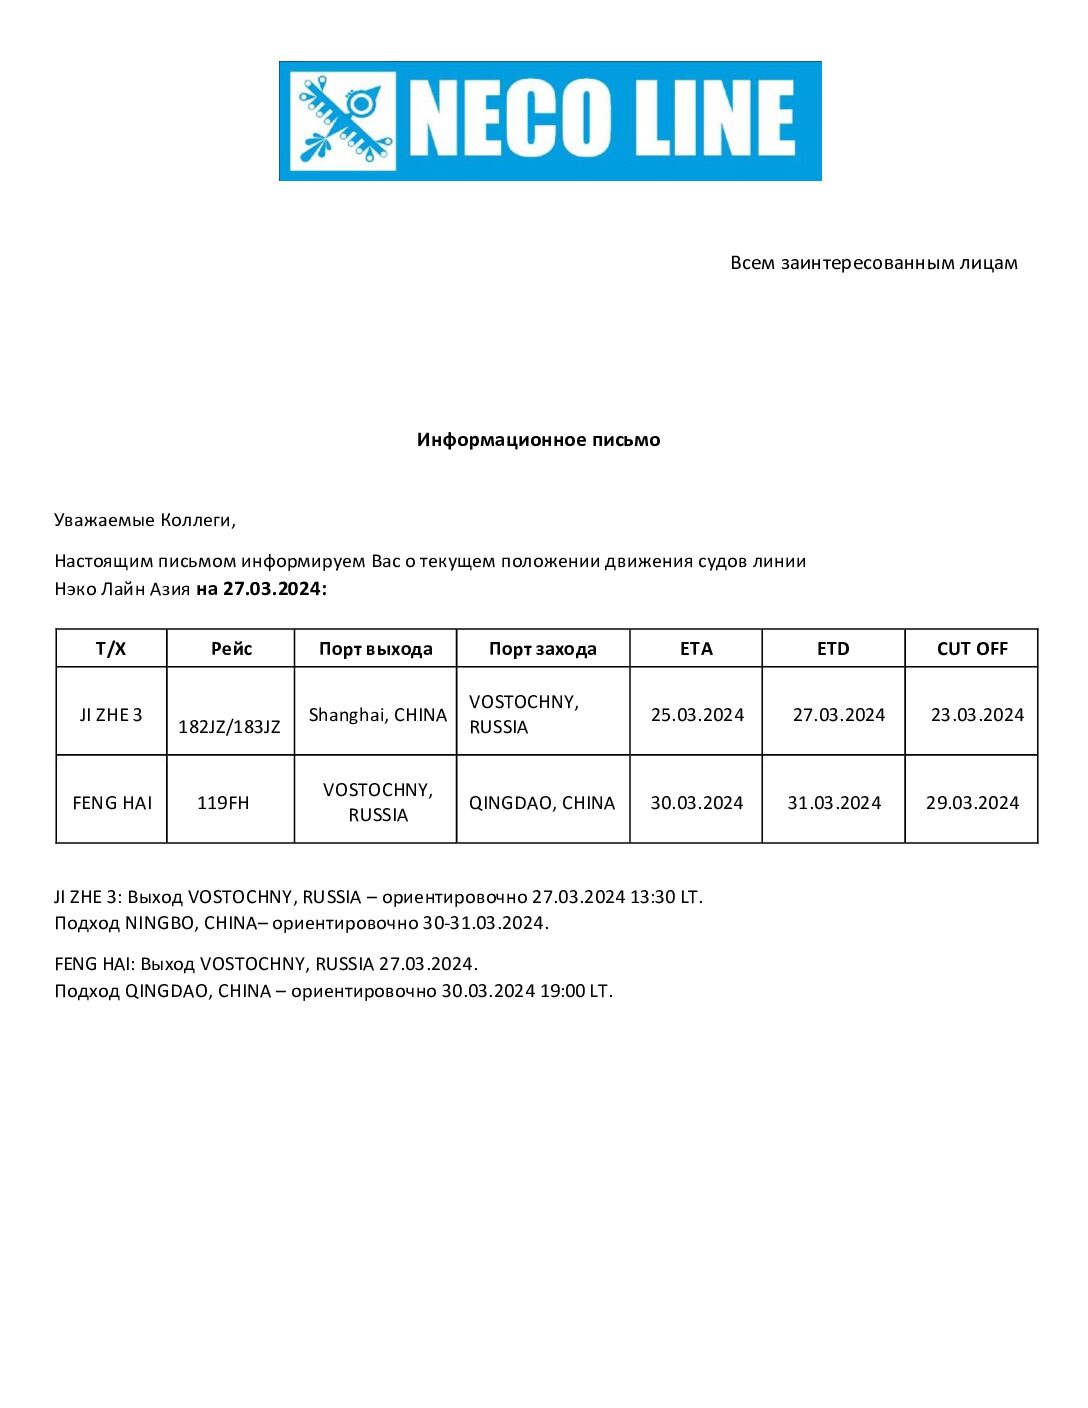 NECO LINE
Всем заинтересованным лицам
Информационное письмо
Уважаемые Коллеги,
Настоящим письмом информируем Вас о текущем положении движения судов линии
Нэко Лайн Азия на 27.03.2024:
Т/Х Рейс Порт выхода Порт захода ETA ETD CUT OFF
JI ZHE 3 182JZ/183JZ Shanghai, CHINA VOSTOCHNY, RUSSIA 25.03.2024 27.03.2024 23.03.2024
FENG HAI 119FH VOSTOCHNY, RUSSIA QINGDAO, CHINA 30.03.2024 31.03.2024 29.03.2024
JI ZHE 3: Выход VOSTOCHNY, RUSSIA – ориентировочно 27.03.2024 13:30 LT.
Подход NINGBO, CHINA– ориентировочно 30-31.03.2024.
FENG HAI: Выход VOSTOCHNY, RUSSIA 27.03.2024.
Подход QINGDAO, CHINA – ориентировочно 30.03.2024 19:00 LT.